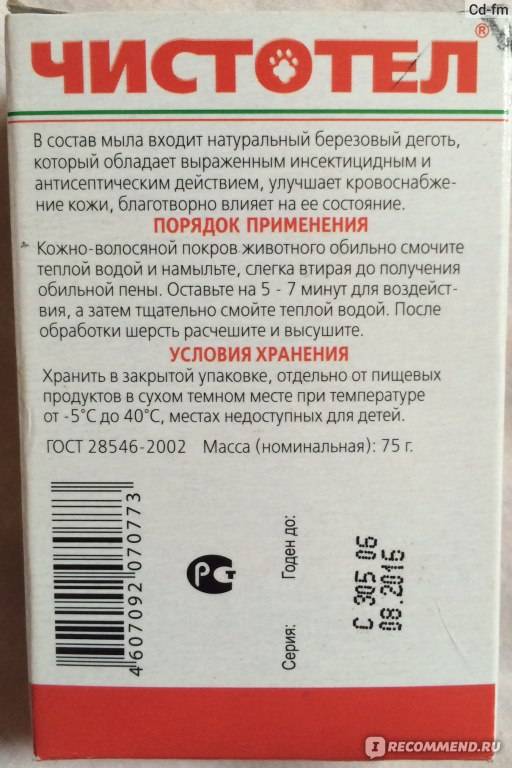 Cd-fm
ЧИСТОТЕЛ®
В состав мыла входит натуральный березовый деготь,
который обладает выраженным инсектицидным и
антисептическим действием, улучшает кровоснабже-
ние кожи, благотворно влияет на ее состояние.
ПОРЯДОК ПРИМЕНЕНИЯ
Кожно-волосяной покров животного обильно смочите
теплой водой и намыльте, слегка втирая до получения
обильной пены. Оставьте на 5 - 7 минут для воздейст-
вия, а затем тщательно смойте теплой водой. После
обработки шерсть расчешите и высушите.
УСЛОВИЯ ХРАНЕНИЯ
Хранить в закрытой упаковке, отдельно от пищевых
продуктов в сухом темном месте при температуре
от -5°С до 40°С, местах недоступных для детей.
ГОСТ 28546-2002 Масса (номинальная): 75 г.
4607092070773
РСТ
Серия:
Годен до:
С 305 06
08.2016
I RECOMMEND.RU